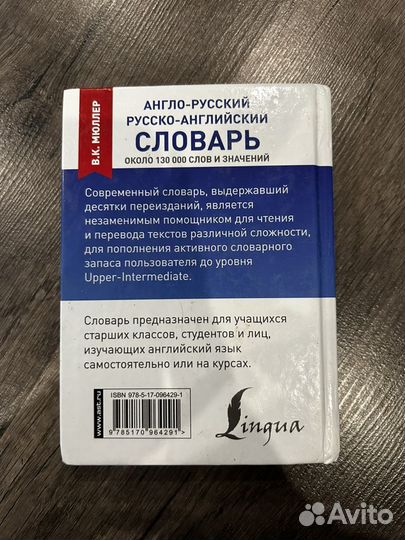 В.К. МЮЛЛЕР
АНГЛО-РУССКИЙ
РУССКО-АНГЛИЙСКИЙ
СЛОВАРЬ
ОКОЛО 130 000 СЛОВ И ЗНАЧЕНИЙ
Современный словарь, выдержавший
десятки переизданий, является
незаменимым помощником для чтения
и перевода текстов различной сложности,
для пополнения активного словарного
запаса пользователя до уровня
Upper-Intermediate.
Словарь предназначен для учащихся
старших классов, студентов и лиц,
изучающих английский язык
самостоятельно или на курсах.
www.ast.ru
ISBN 978-5-17-096429-1
9 785170 964291 >
Lingua
Avito